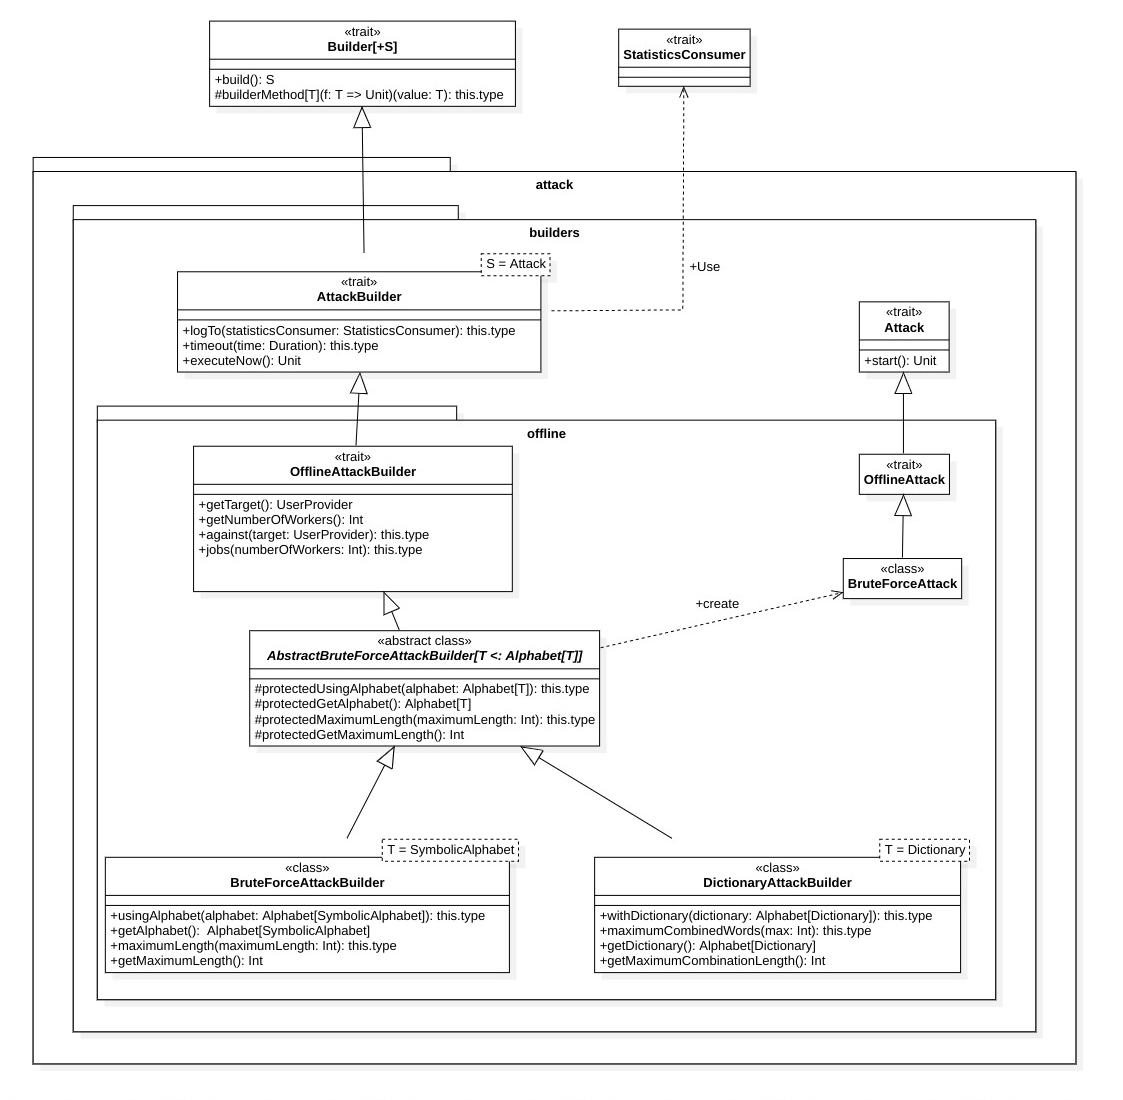 «trait»
Builder[+S]
+build(): S
#builderMethod[T](f: T => Unit)(value: T): this.type
«trait»
StatisticsConsumer
attack
builders
S = Attack
+Use
«trait»
AttackBuilder
+logTo(statisticsConsumer: StatisticsConsumer): this.type
+timeout(time: Duration): this.type
+executeNow(): Unit
«trait»
Attack
+start(): Unit
offline
«trait»
OfflineAttackBuilder
+getTarget(): UserProvider
+getNumberOfWorkers(): Int
+against(target: UserProvider): this.type
+jobs(numberOfWorkers: Int): this.type
«trait»
OfflineAttack
«class»
BruteForceAttack
+create
«abstract class»
AbstractBruteForceAttackBuilder[T <: Alphabet[T]]
#protectedUsingAlphabet(alphabet: Alphabet[T]): this.type
#protectedGetAlphabet(): Alphabet[T]
#protectedMaximumLength(maximumLength: Int): this.type
#protectedGetMaximumLength(): Int
T = SymbolicAlphabet
«class»
BruteForceAttackBuilder
+usingAlphabet(alphabet: Alphabet[SymbolicAlphabet]): this.type
+getAlphabet():  Alphabet[SymbolicAlphabet]
+maximumLength(maximumLength: Int): this.type
+getMaximumLength(): Int
T = Dictionary
«class»
DictionaryAttackBuilder
+withDictionary(dictionary: Alphabet[Dictionary]): this.type
+maximumCombinedWords(max: Int): this.type
+getDictionary(): Alphabet[Dictionary]
+getMaximumCombinationLength(): Int